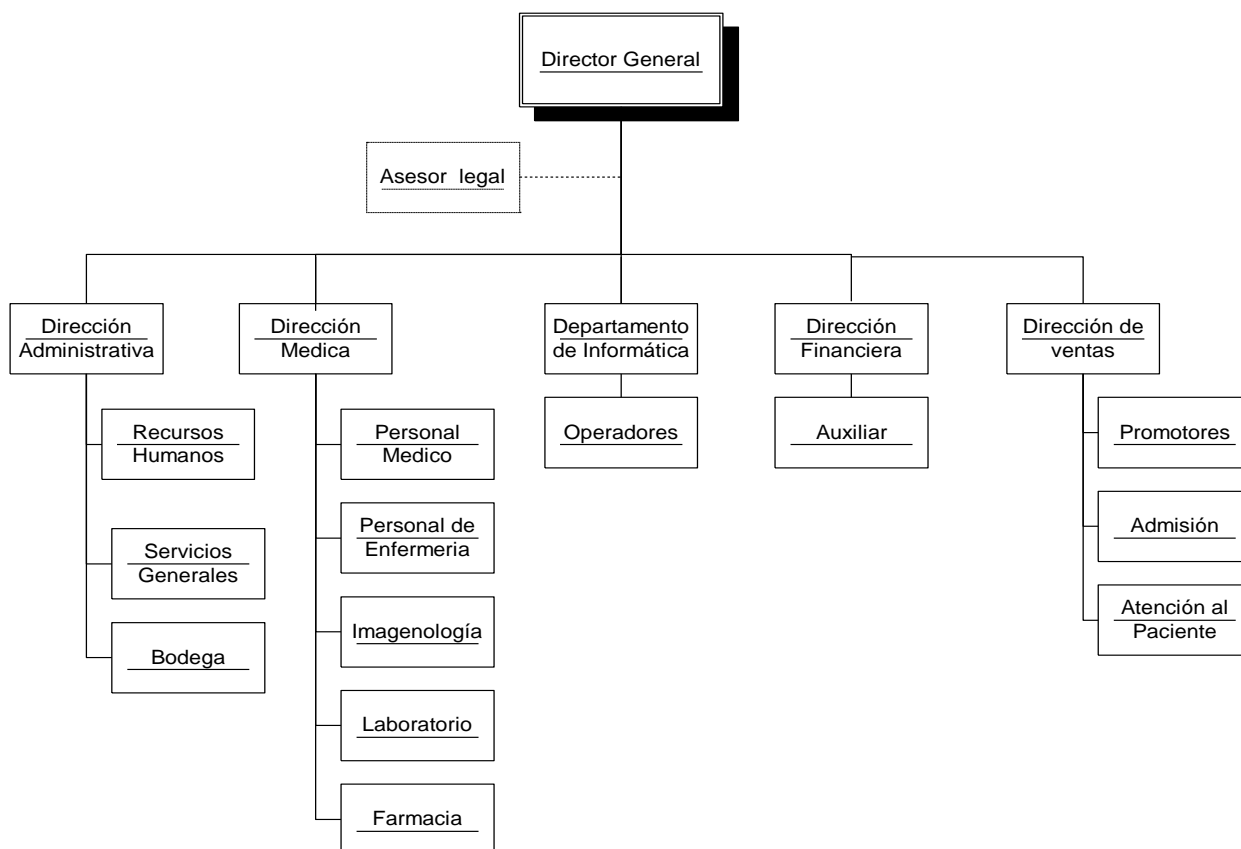 Director General
Asesor legal
Dirección
Administrativa
Dirección
Medica
Departamento
de Informática
Dirección
Financiera
Dirección de
ventas
Recursos
Humanos
Servicios
Generales
Bodega
Personal
Medico
Personal de
Enfermeria
Imagenología
Laboratorio
Farmacia
Operadores
Auxiliar
Promotores
Admisión
Atención al
Paciente